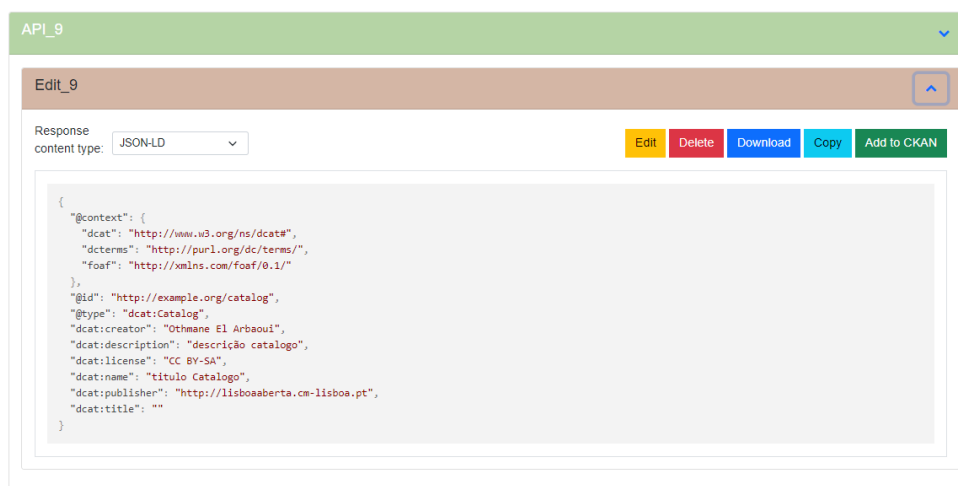 API_9
Edit_9
Response
content type:
JSON-LD
Edit
Delete
Download
Copy
Add to CKAN
{
"@context": {
"dcat": "http://www.w3.org/ns/dcat#",
"dcterms": "http://purl.org/dc/terms/",
"foaf": "http://xmlns.com/foaf/0.1/"
},
"@id": "http://example.org/catalog",
"@type": "dcat:Catalog",
"dcat:creator": "Othmane El Arbaoui",
"dcat:description": "descrição catalogo",
"dcat:license": "CC BY-SA",
"dcat:name": "titulo Catalogo",
"dcat:publisher": "http://lisboaaberta.cm-lisboa.pt",
"dcat:title": ""
}